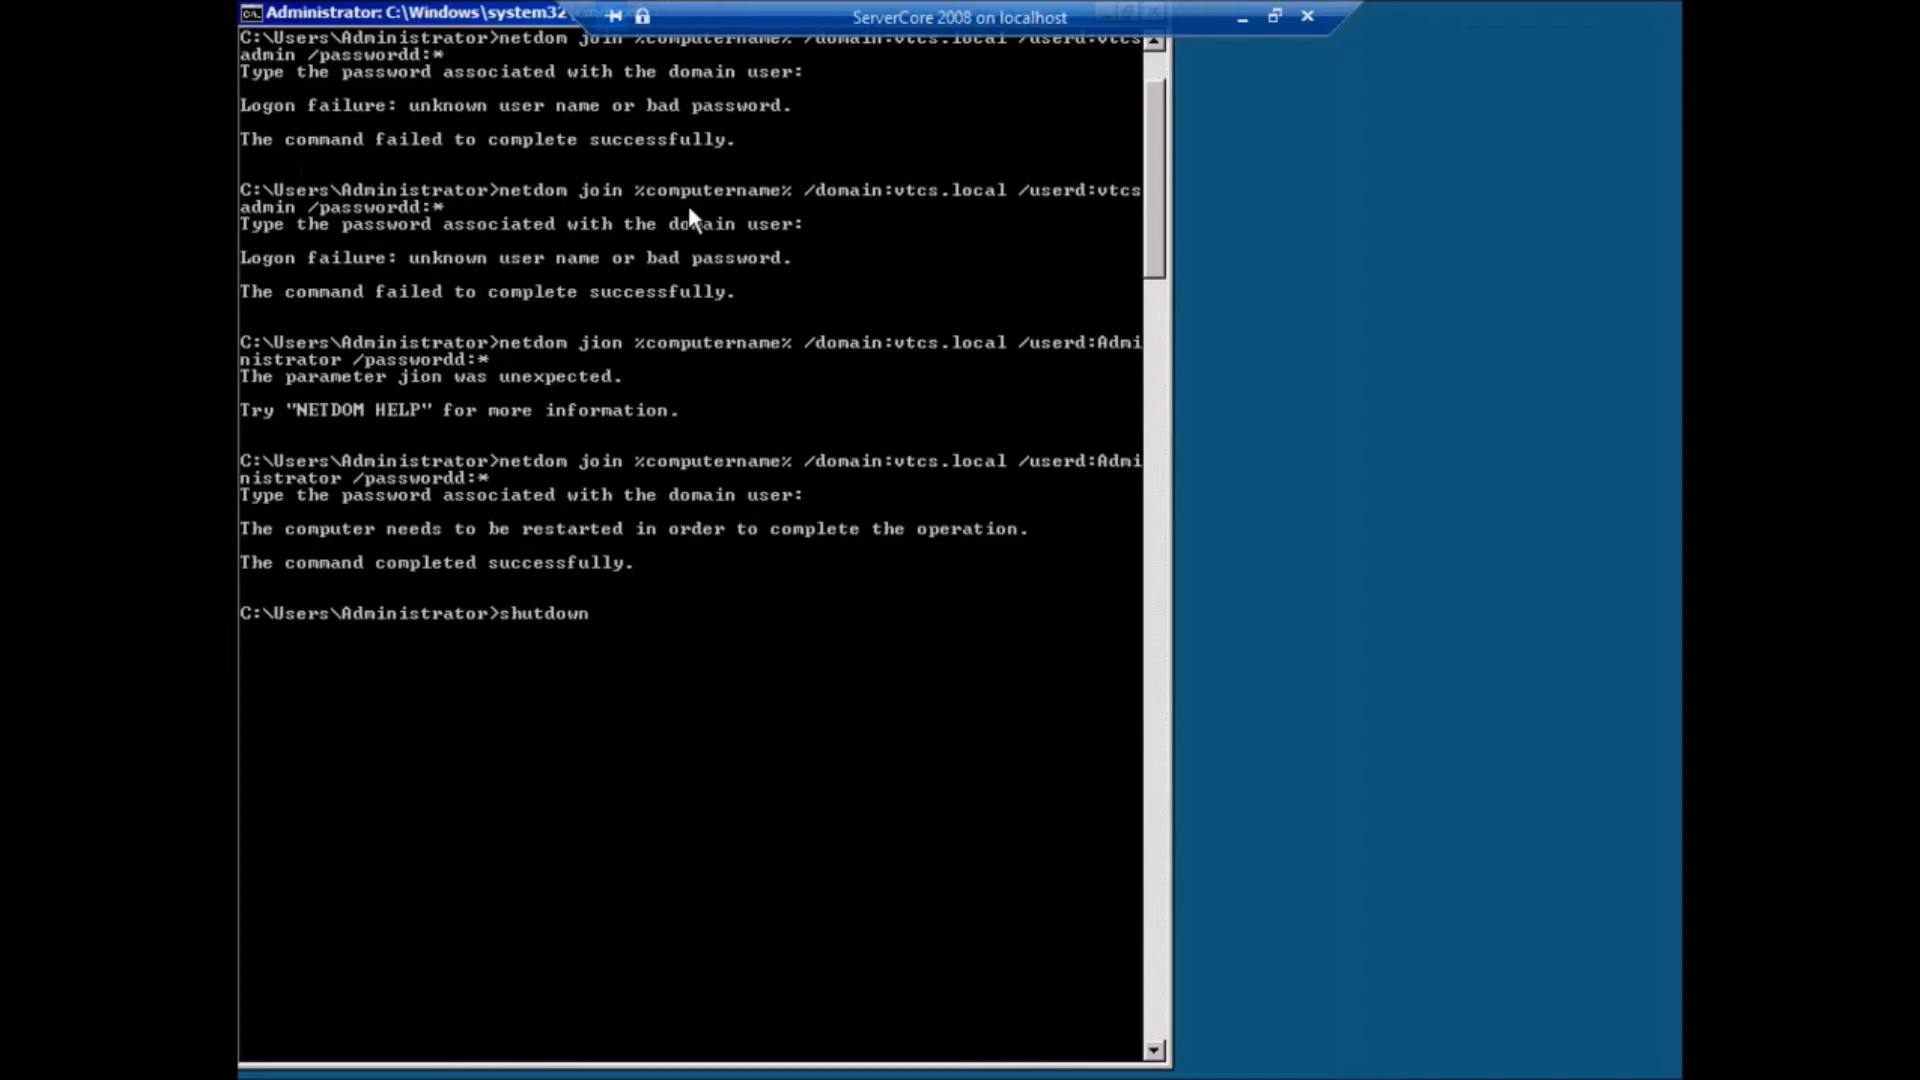 Administrator: C:\Windows\system32
ServerCore 2008 on localhost
C:\Users\Administrator>netdom join %computername% /domain:vtcs.local /userd:vtcs
admin /passwordd:*
Type the password associated with the domain user:
Logon failure: unknown user name or bad password.
The command failed to complete successfully.
C:\Users\Administrator>netdom join %computername% /domain:vtcs.local /userd:vtcs
admin /passwordd:*
Type the password associated with the domain user:
Logon failure: unknown user name or bad password.
The command failed to complete successfully.
C:\Users\Administrator>netdom jion %computername% /domain:vtcs.local /userd:Admi
nistrator /passwordd:*
The parameter jion was unexpected.
Try "NETDOM HELP" for more information.
C:\Users\Administrator>netdom join %computername% /domain:vtcs.local /userd:Admi
nistrator /passwordd:*
Type the password associated with the domain user:
The computer needs to be restarted in order to complete the operation.
The command completed successfully.
C:\Users\Administrator>shutdown